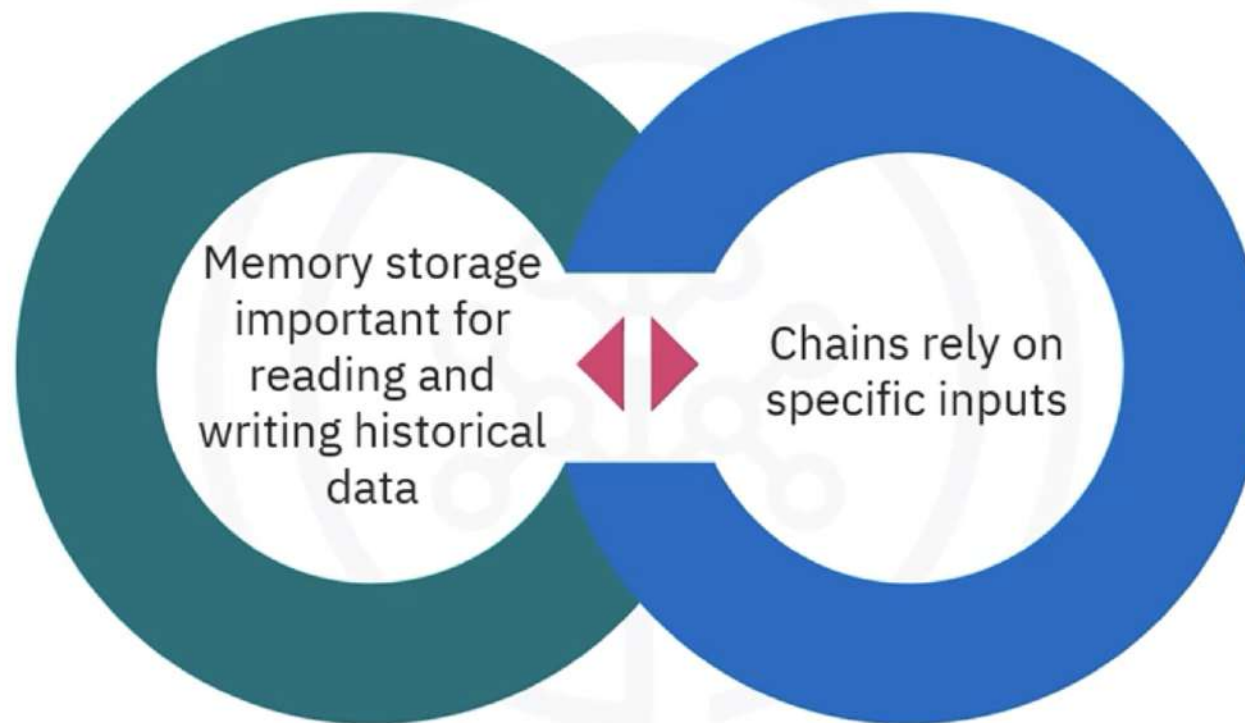 Memory storage
important for
reading and
writing historical
data
Chains rely on
specific inputs